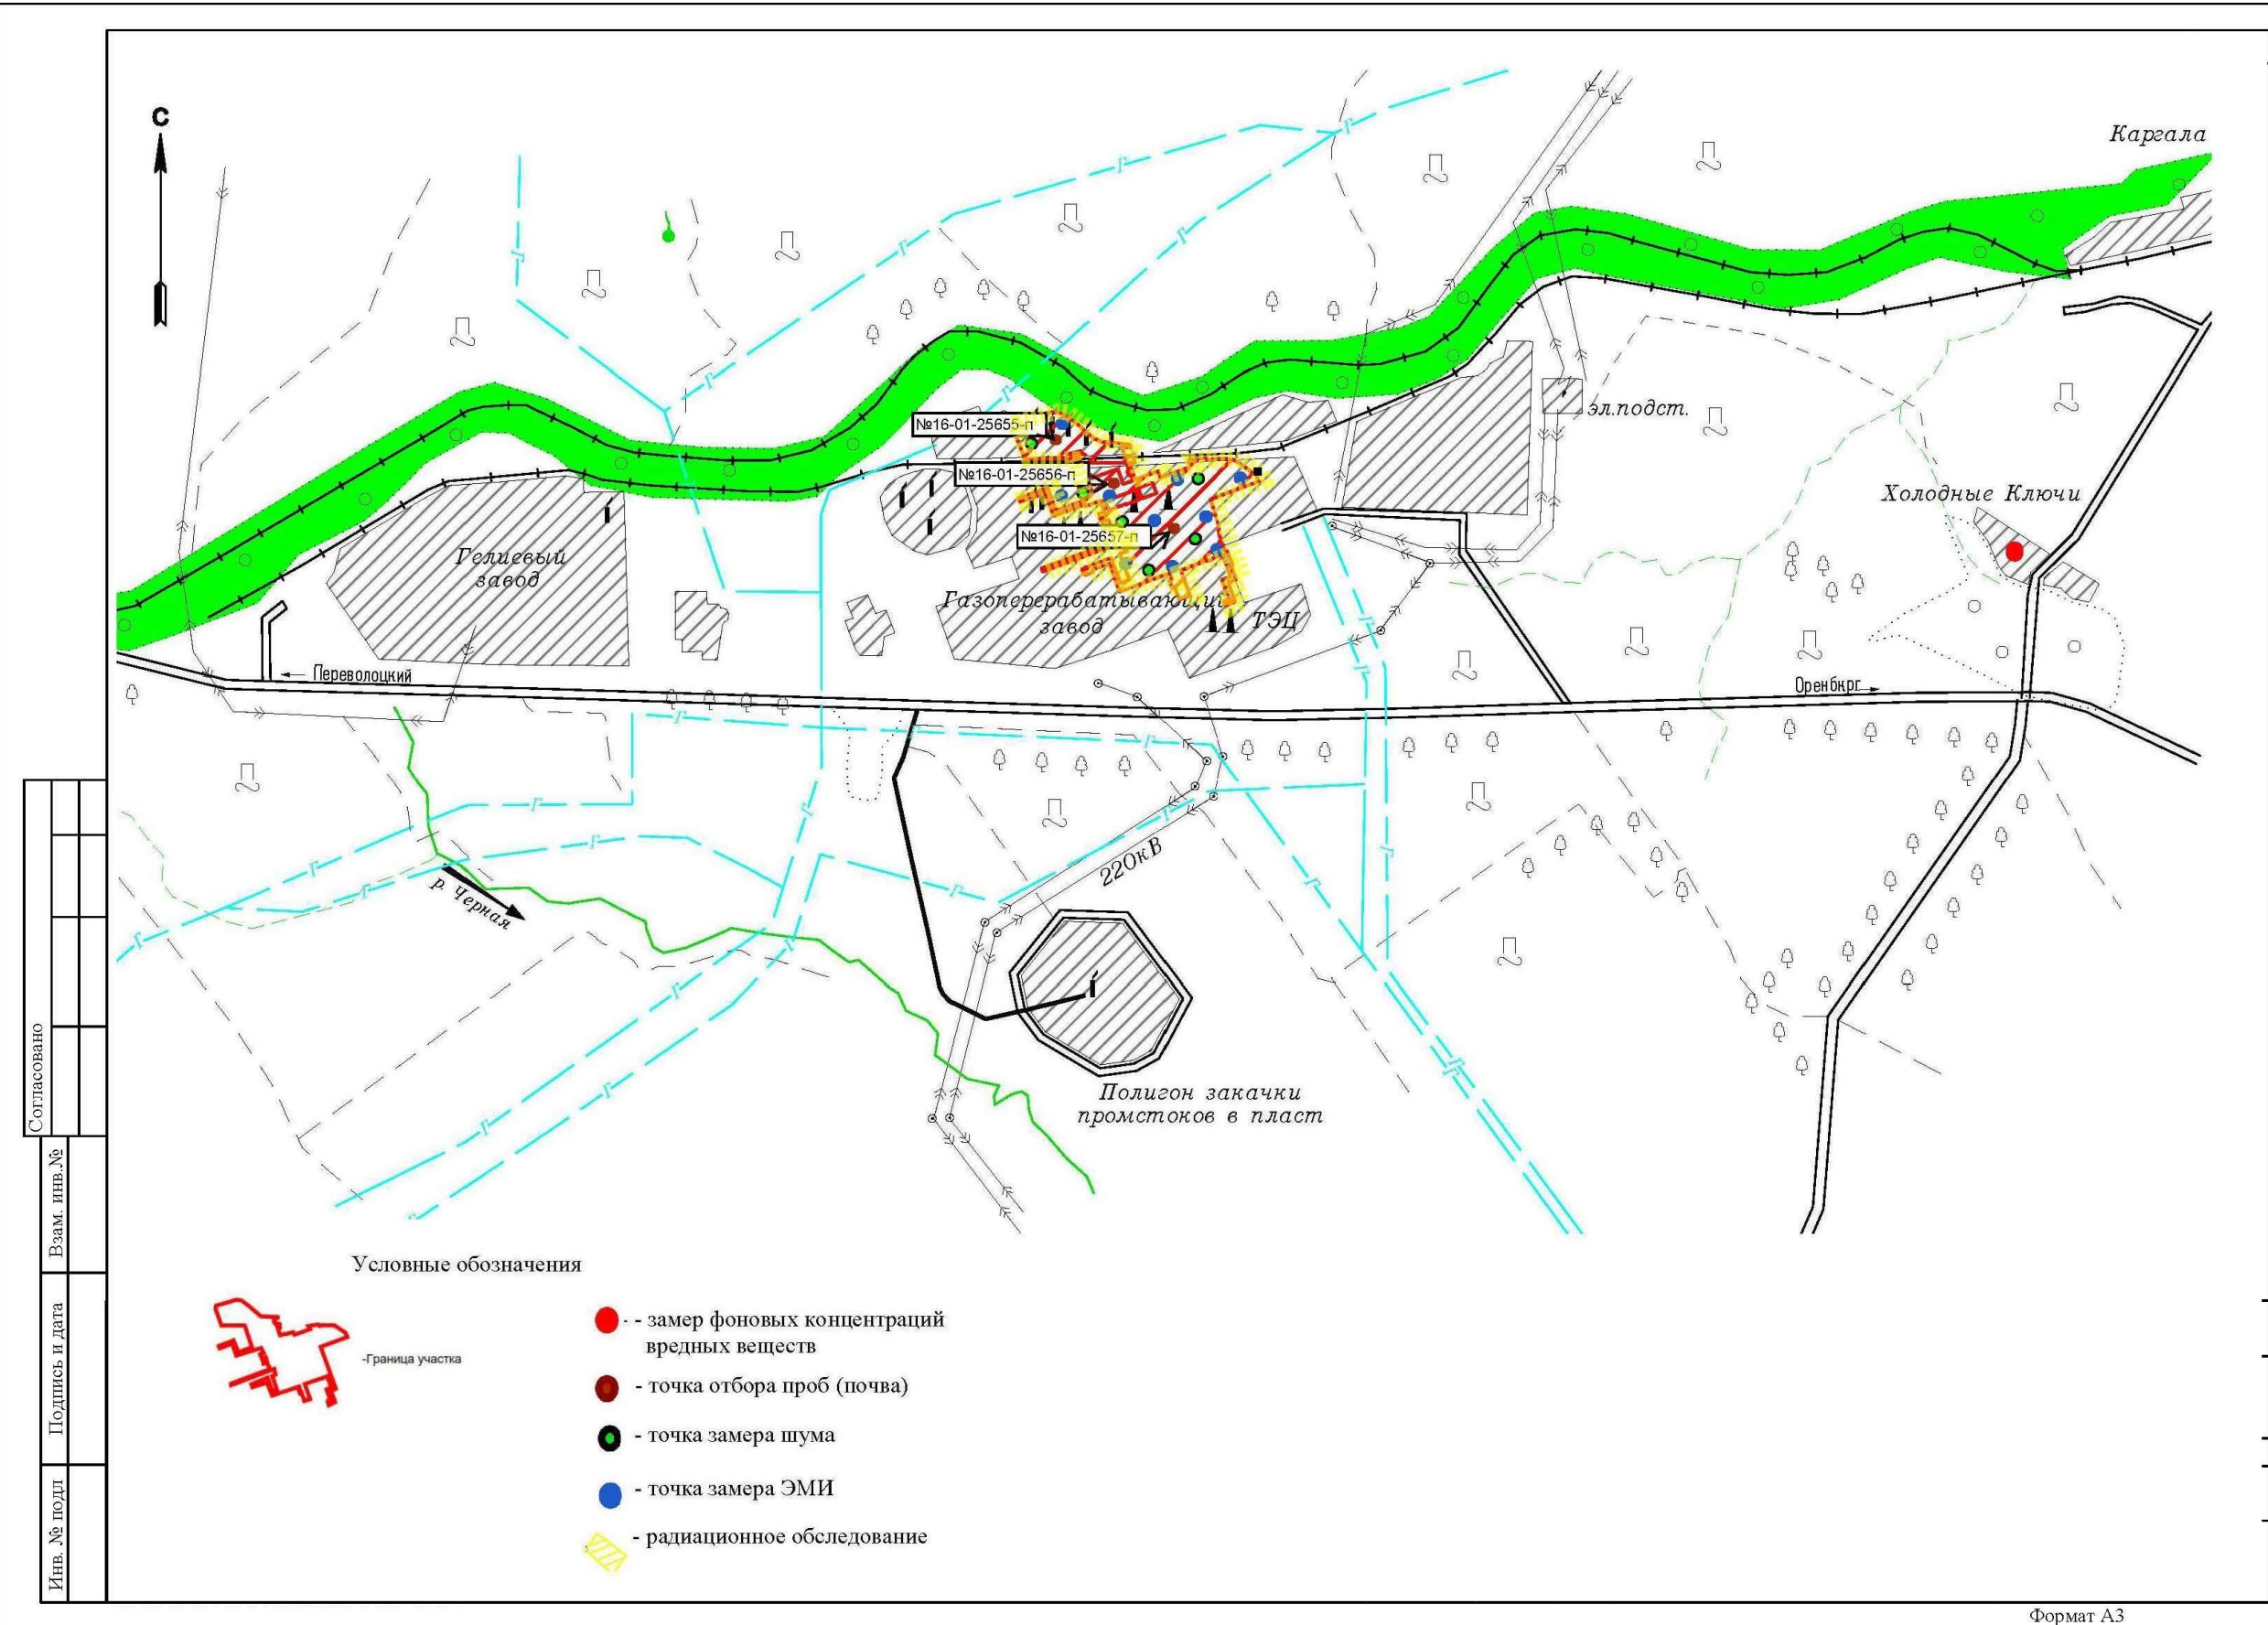 С
Каргала
№16-01-25655-п
эл.подст.
№16-01-25656-п
Холодные Ключи
№16-01-25657-п
Гелиевый
завод
Газоперерабатывающий
завод
ТЭЦ
Переволоцкий
Оренбкрг
220кВ
р. Черная
Полигон закачки
промстоков в пласт
Согласовано
Взам. инв.№
Подпись и дата
Инв. № подл
Условные обозначения
-Граница участка
- - замер фоновых концентраций
вредных веществ
- точка отбора проб (почва)
- точка замера шума
- точка замера ЭМИ
- радиационное обследование
Формат А3